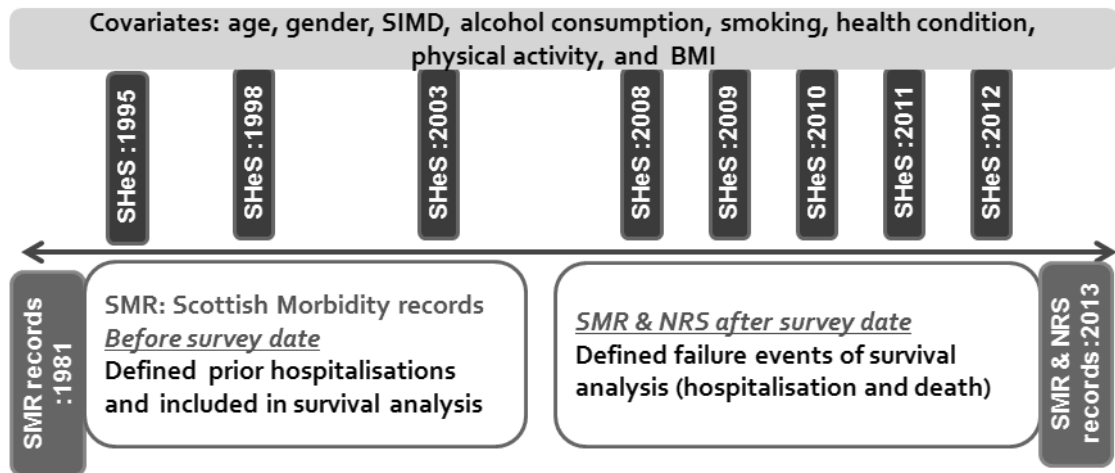 Covariates: age, gender, SIMD, alcohol consumption, smoking, health condition,
physical activity, and BMI
SHeS :1995
SHeS :1998
SHeS :2003
SHeS :2008
SHeS :2009
SHeS :2010
SHeS :2011
SHeS :2012
SMR records
:1981
SMR: Scottish Morbidity records
Before survey date
Defined prior hospitalisations
and included in survival analysis
SMR & NRS after survey date
Defined failure events of survival
analysis (hospitalisation and death)
SMR & NRS
records:2013